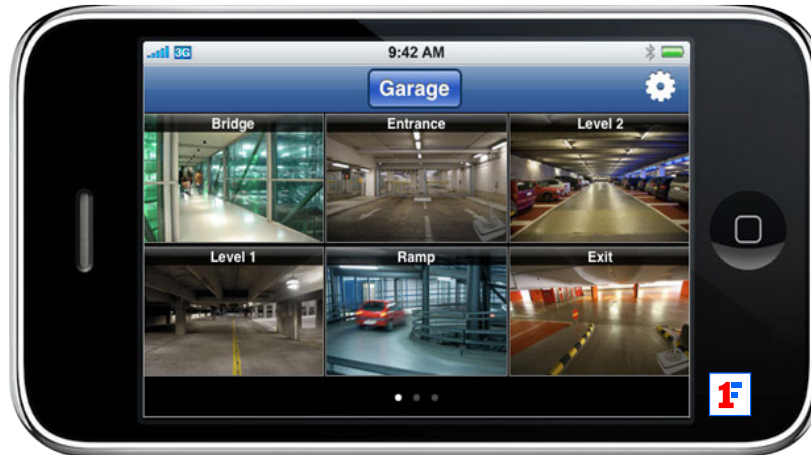 3G 9:42 AM
Garage
Bridge Entrance Level 2
Level 1 Ramp Exit
1F